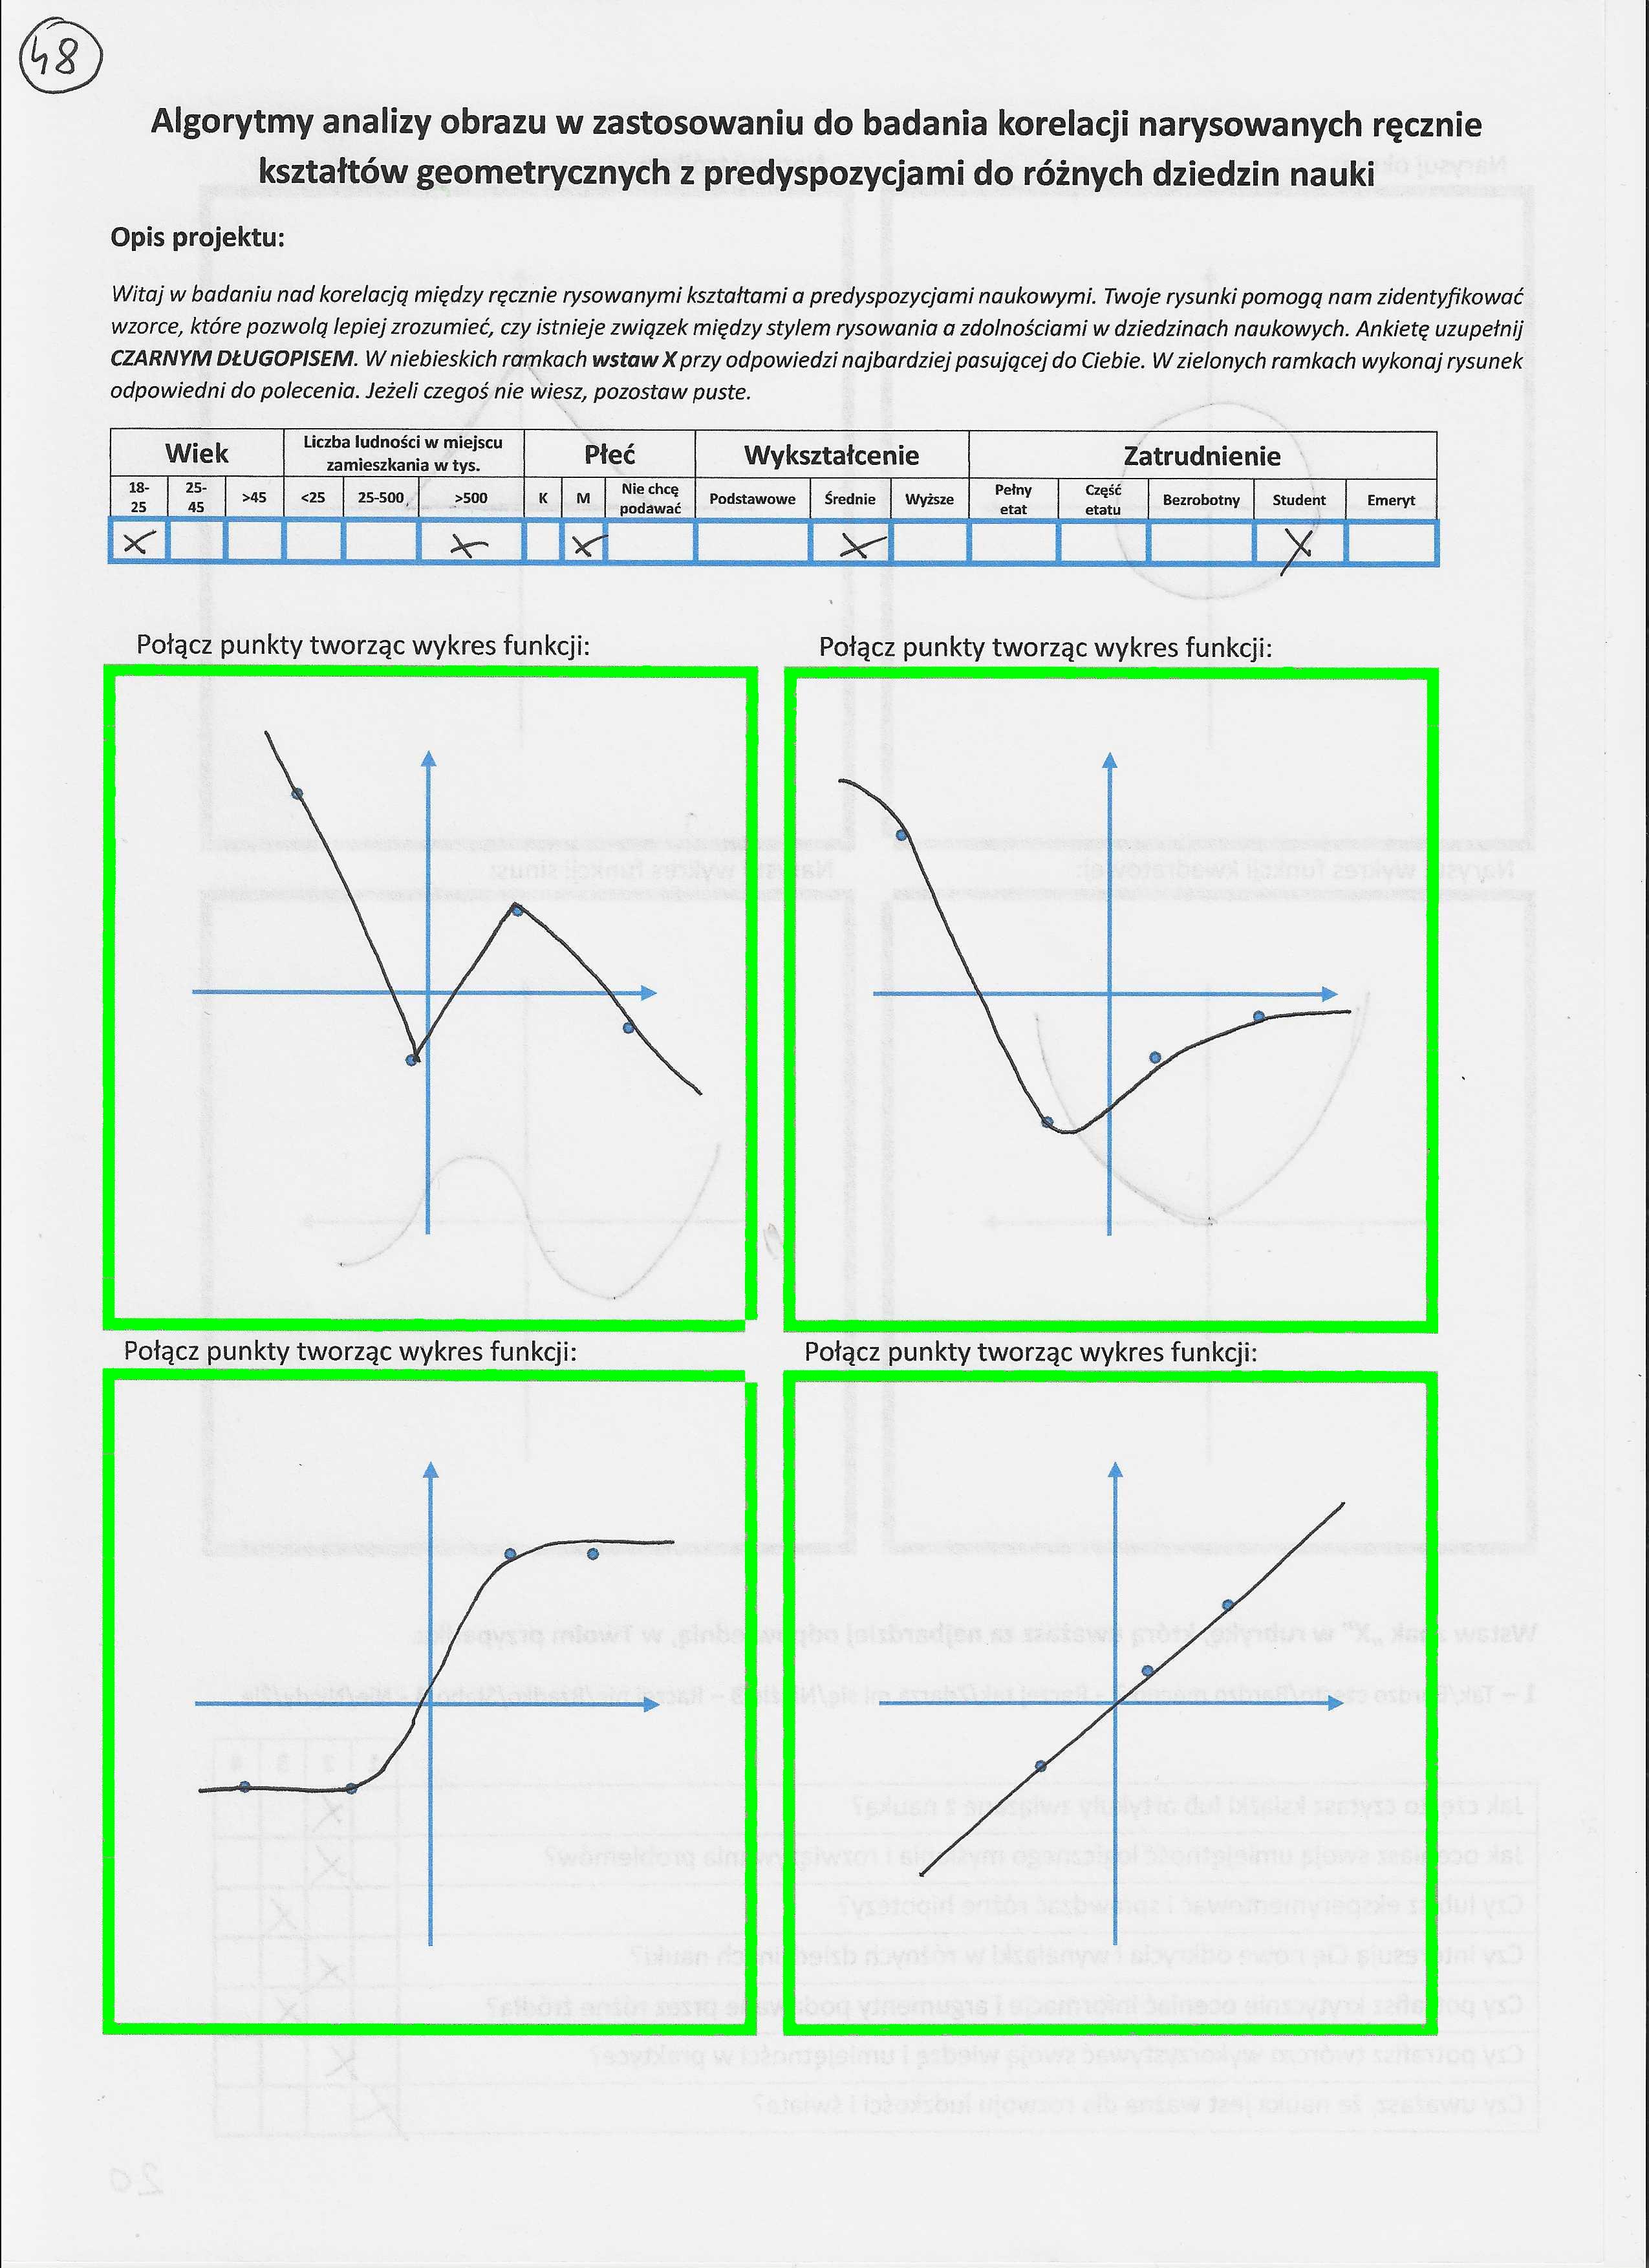 48
Algorytmy analizy obrazu w zastosowaniu do badania korelacji narysowanych ręcznie
kształtów geometrycznych z predyspozycjami do różnych dziedzin nauki
Opis projektu:
Witaj w badaniu nad korelacją między ręcznie rysowanymi kształtami a predyspozycjami naukowymi. Twoje rysunki pomogą nam zidentyfikować
wzorce, które pozwolą lepiej zrozumieć, czy istnieje związek między stylem rysowania a zdolnościami w dziedzinach naukowych. Ankietę uzupełnij
CZARNYM DŁUGOPISEM. W niebieskich ramkach wstaw X przy odpowiedzi najbardziej pasującej do Ciebie. W zielonych ramkach wykonaj rysunek
odpowiedni do polecenia. Jeżeli czegoś nie wiesz, pozostaw puste.
Wiek Liczba ludności w miejscu zamieszkania w tys. Płeć Wykształcenie Zatrudnienie
18-25 25-45 >45 <25 25-500 >500 K M Nie chcę podawać Podstawowe Średnie Wyższe Pełny etat Część etatu Bezrobotny Student Emeryt
X X X X X
Połącz punkty tworząc wykres funkcji: Połącz punkty tworząc wykres funkcji:
Połącz punkty tworząc wykres funkcji: Połącz punkty tworząc wykres funkcji: